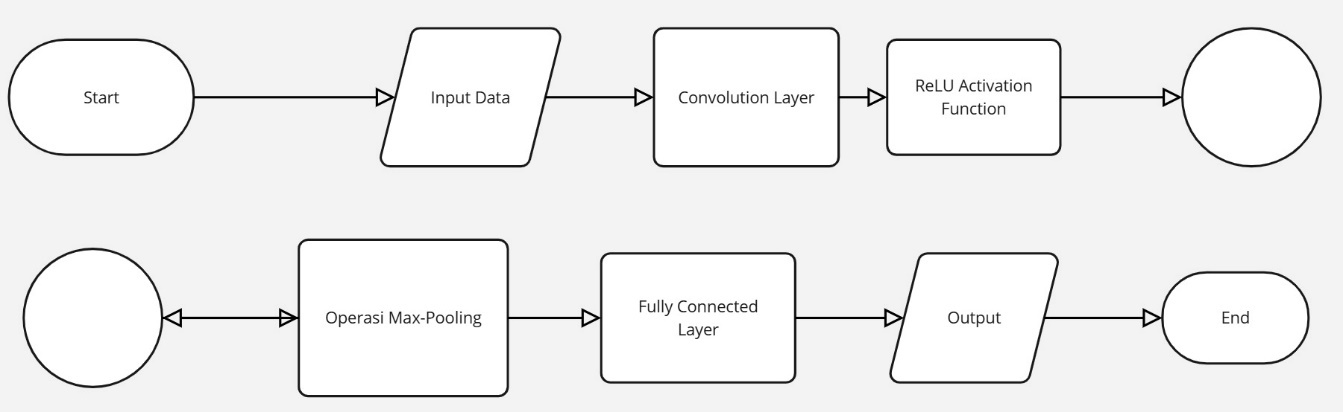 Start
Input Data
Convolution Layer
ReLU Activation
Function
Operasi Max-Pooling
Fully Connected
Layer
Output
End